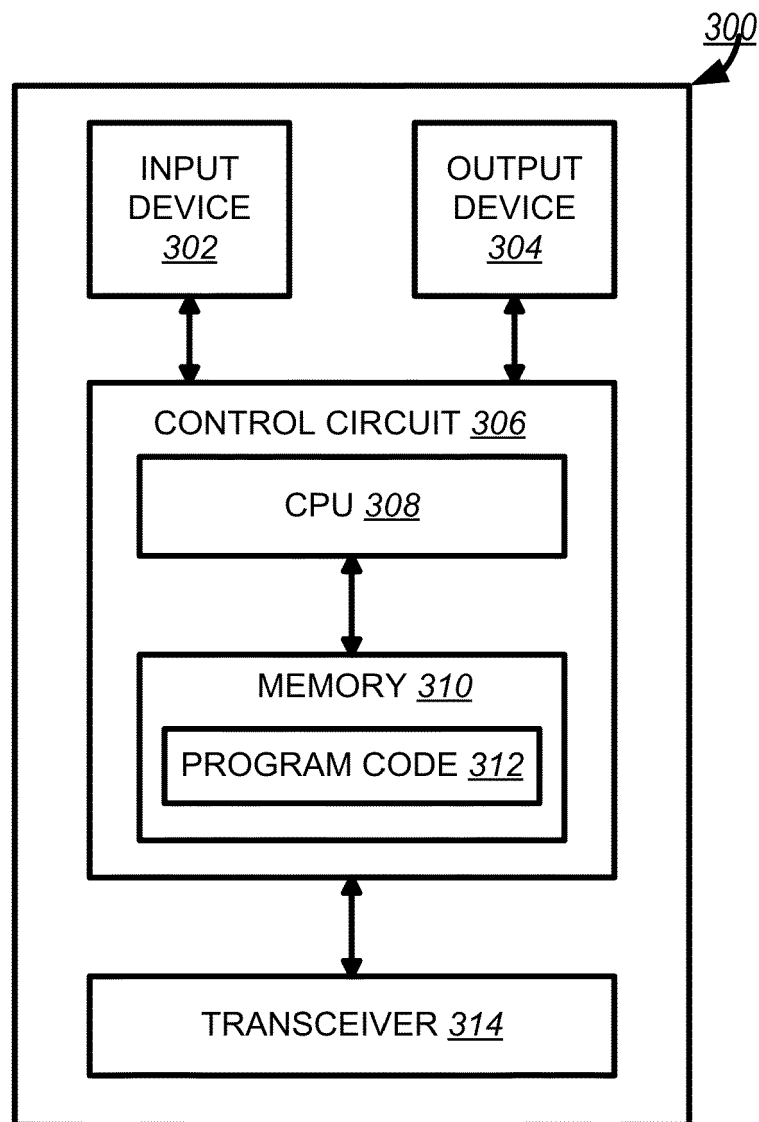 300
INPUT
DEVICE
302
OUTPUT
DEVICE
304
CONTROL CIRCUIT 306
CPU 308
MEMORY 310
PROGRAM CODE 312
TRANSCEIVER 314